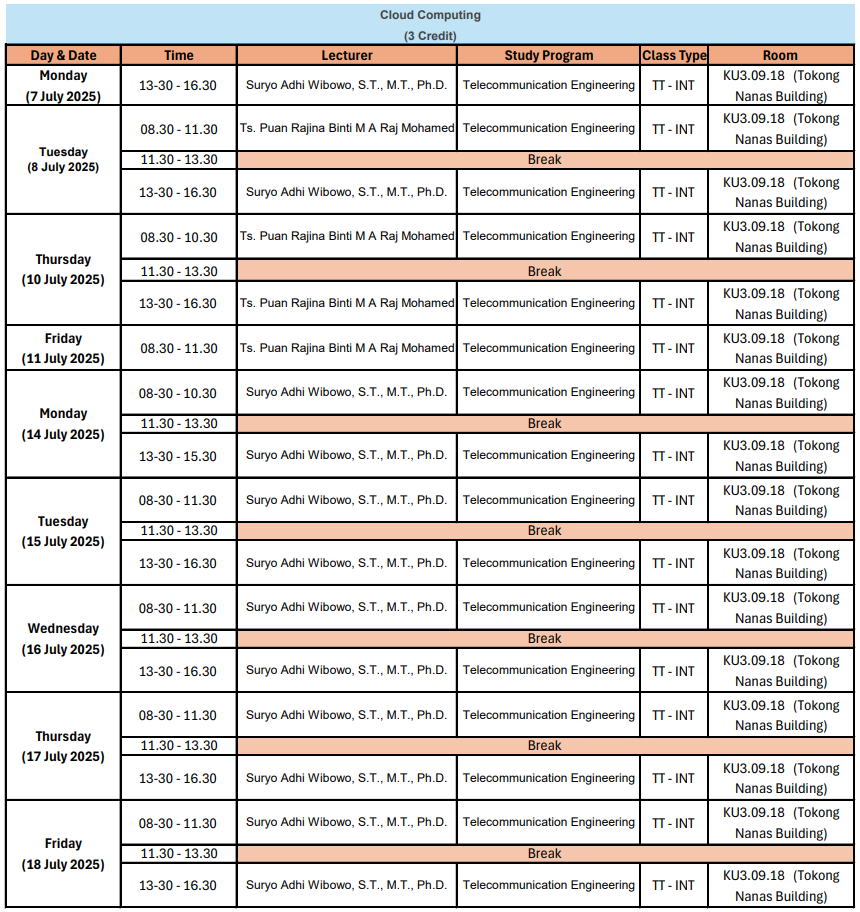 Cloud Computing
(3 Credit)
Day & Date Time Lecturer Study Program Class Type Room
Monday
(7 July 2025)
13-30 - 16.30 Suryo Adhi Wibowo, S.T., M.T., Ph.D. Telecommunication Engineering TT - INT KU3.09.18 (Tokong
Nanas Building)
Tuesday
(8 July 2025)
08.30 - 11.30 Ts. Puan Rajina Binti M A Raj Mohamed Telecommunication Engineering TT - INT KU3.09.18 (Tokong
Nanas Building)
11.30 - 13.30 Break
13-30 - 16.30 Suryo Adhi Wibowo, S.T., M.T., Ph.D. Telecommunication Engineering TT - INT KU3.09.18 (Tokong
Nanas Building)
Thursday
(10 July 2025)
08.30 - 10.30 Ts. Puan Rajina Binti M A Raj Mohamed Telecommunication Engineering TT - INT KU3.09.18 (Tokong
Nanas Building)
11.30 - 13.30 Break
13-30 - 16.30 Ts. Puan Rajina Binti M A Raj Mohamed Telecommunication Engineering TT - INT KU3.09.18 (Tokong
Nanas Building)
Friday
(11 July 2025)
08.30 - 11.30 Ts. Puan Rajina Binti M A Raj Mohamed Telecommunication Engineering TT - INT KU3.09.18 (Tokong
Nanas Building)
Monday
(14 July 2025)
08-30 - 10.30 Suryo Adhi Wibowo, S.T., M.T., Ph.D. Telecommunication Engineering TT - INT KU3.09.18 (Tokong
Nanas Building)
11.30 - 13.30 Break
13-30 - 15.30 Suryo Adhi Wibowo, S.T., M.T., Ph.D. Telecommunication Engineering TT - INT KU3.09.18 (Tokong
Nanas Building)
Tuesday
(15 July 2025)
08-30 - 11.30 Suryo Adhi Wibowo, S.T., M.T., Ph.D. Telecommunication Engineering TT - INT KU3.09.18 (Tokong
Nanas Building)
11.30 - 13.30 Break
13-30 - 16.30 Suryo Adhi Wibowo, S.T., M.T., Ph.D. Telecommunication Engineering TT - INT KU3.09.18 (Tokong
Nanas Building)
Wednesday
(16 July 2025)
08-30 - 11.30 Suryo Adhi Wibowo, S.T., M.T., Ph.D. Telecommunication Engineering TT - INT KU3.09.18 (Tokong
Nanas Building)
11.30 - 13.30 Break
13-30 - 16.30 Suryo Adhi Wibowo, S.T., M.T., Ph.D. Telecommunication Engineering TT - INT KU3.09.18 (Tokong
Nanas Building)
Thursday
(17 July 2025)
08-30 - 11.30 Suryo Adhi Wibowo, S.T., M.T., Ph.D. Telecommunication Engineering TT - INT KU3.09.18 (Tokong
Nanas Building)
11.30 - 13.30 Break
13-30 - 16.30 Suryo Adhi Wibowo, S.T., M.T., Ph.D. Telecommunication Engineering TT - INT KU3.09.18 (Tokong
Nanas Building)
Friday
(18 July 2025)
08-30 - 11.30 Suryo Adhi Wibowo, S.T., M.T., Ph.D. Telecommunication Engineering TT - INT KU3.09.18 (Tokong
Nanas Building)
11.30 - 13.30 Break
13-30 - 16.30 Suryo Adhi Wibowo, S.T., M.T., Ph.D. Telecommunication Engineering TT - INT KU3.09.18 (Tokong
Nanas Building)